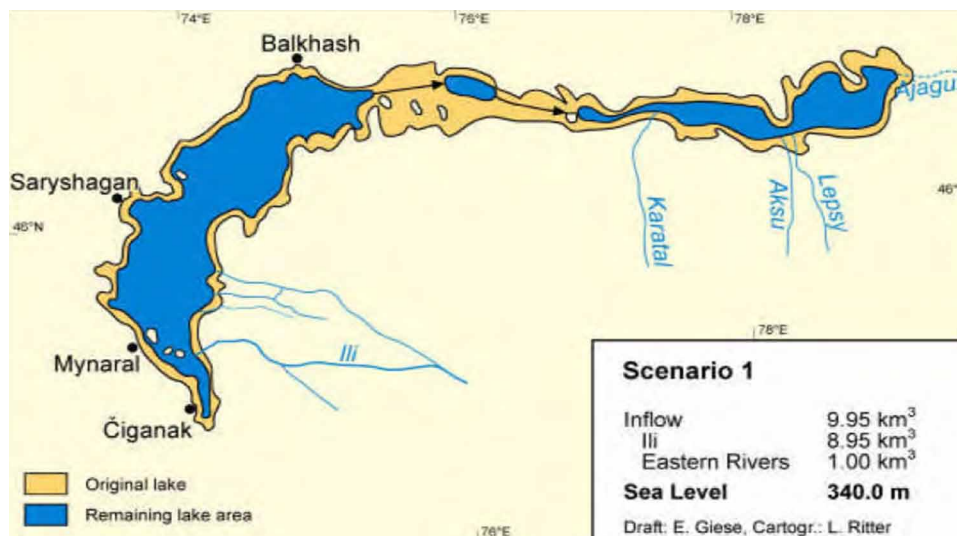 74°E
76°E
78°E
Balkhash
Ajagus
Saryshagan
46°N
46°
Karatal
Aksu
Lepsy
78°E
Mynaral
Ili
Čiganak
Scenario 1
Inflow 9.95 km³
Ili 8.95 km³
Eastern Rivers 1.00 km³
Sea Level 340.0 m
Original lake
Remaining lake area
76°E
Draft: E. Giese, Cartogr.: L. Ritter